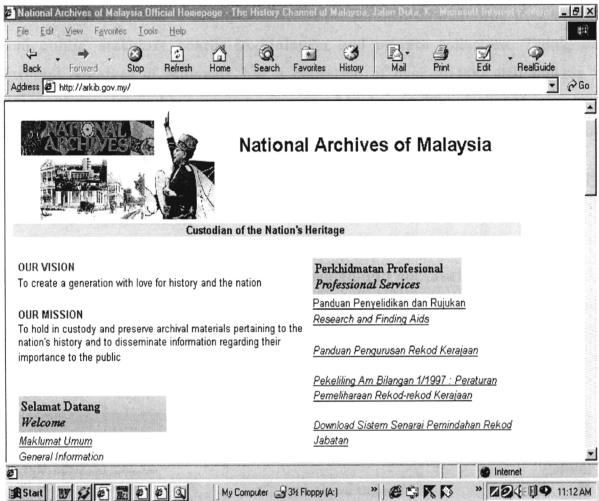 National Archives of Malaysia Official Homepage - The History Channel of Malaysia, Jalan Duta, K
File Edit View Favorites Tools Help
Back Forward Stop Refresh Home Search Favorites History Mail Print Edit RealGuide
Address http://arkib.gov.my/ Go
NATIONAL
ARCHIVES
National Archives of Malaysia
Custodian of the Nation's Heritage
OUR VISION
To create a generation with love for history and the nation
OUR MISSION
To hold in custody and preserve archival materials pertaining to the
nation's history and to disseminate information regarding their
importance to the public
Selamat Datang
Welcome
Maklumat Umum
General Information
Perkhidmatan Profesional
Professional Services
Panduan Penyelidikan dan Rujukan
Research and Finding Aids
Panduan Pengurusan Rekod Kerajaan
Pekeliling Am Bilangan 1/1997 : Peraturan
Pemeliharaan Rekod-rekod Kerajaan
Download Sistem Senarai Pemindahan Rekod
Jabatan
Internet
Start My Computer 3½ Floppy (A:) » » 11:12 AM